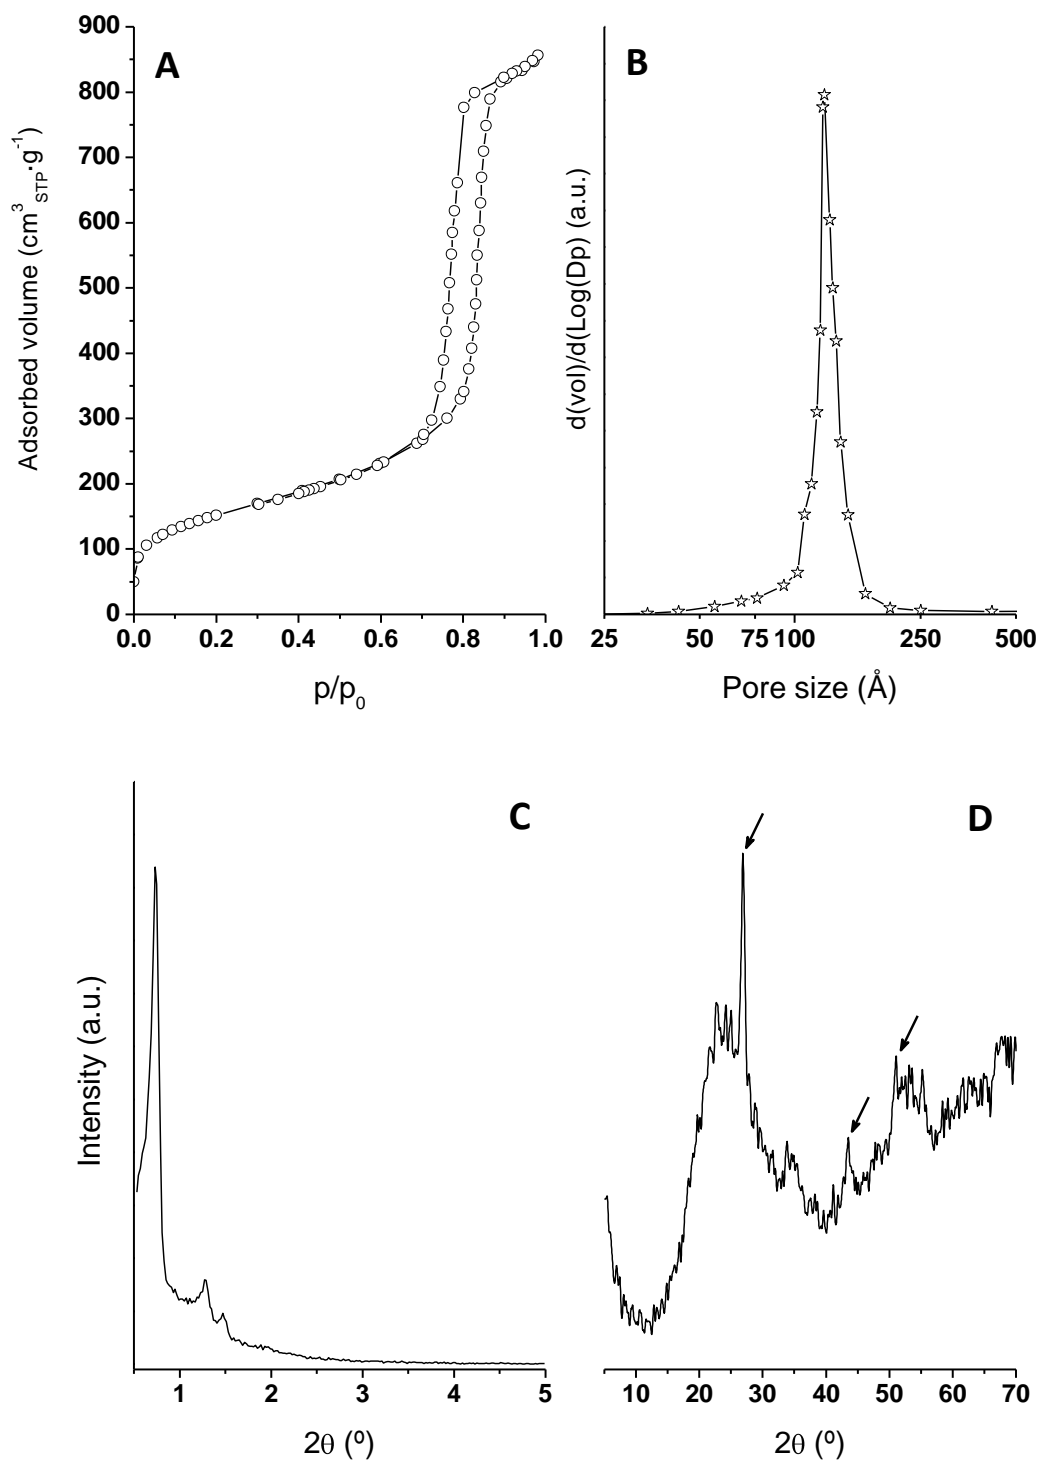 A
Adsorbed volume (cm³STP·g⁻¹)
900
800
700
600
500
400
300
200
100
0
0.0 0.2 0.4 0.6 0.8 1.0
p/p₀
B
d(vol)/d(Log(Dp) (a.u.)
25 50 75 100 250 500
Pore size (Å)
C
Intensity (a.u.)
1 2 3 4 5
2θ (º)
D
10 20 30 40 50 60 70
2θ (º)